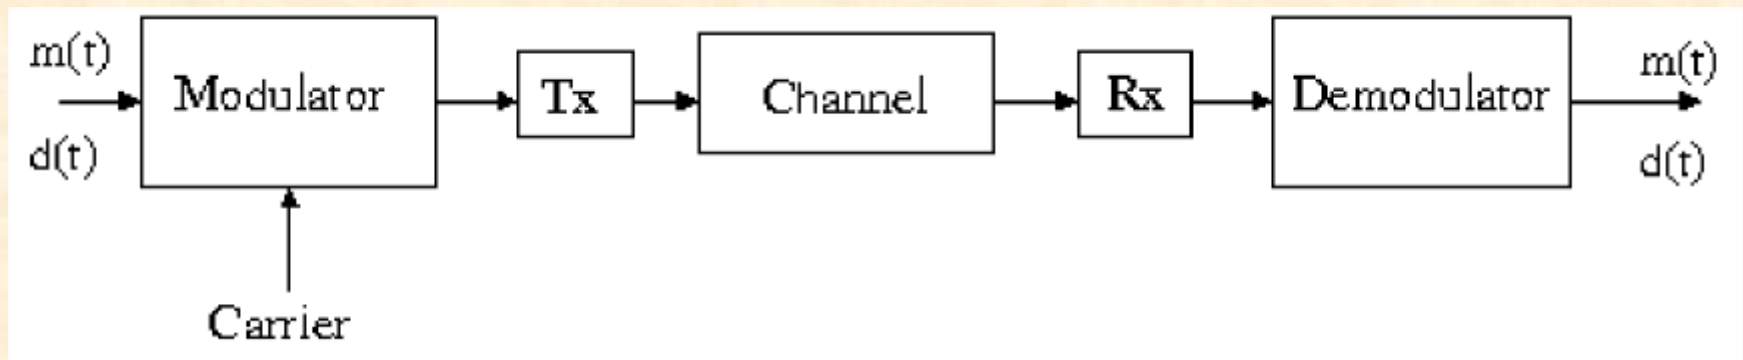 m(t)
d(t)
Modulator
Carrier
Tx
Channel
Rx
Demodulator
m(t)
d(t)